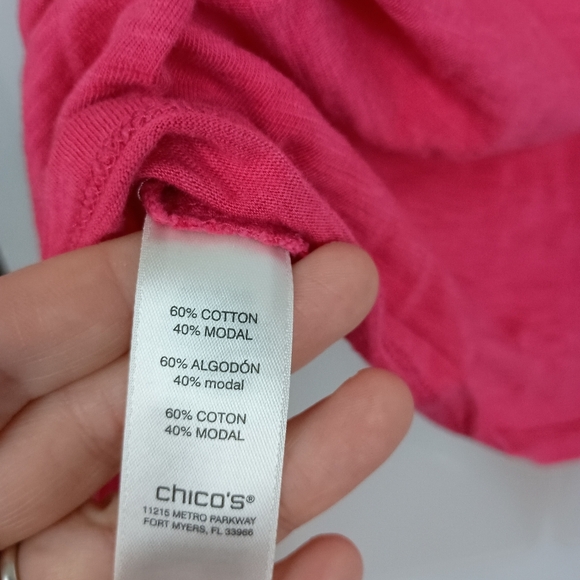 60% COTTON
40% MODAL
60% ALGODÓN
40% modal
60% COTON
40% MODAL
chico's®
11215 METRO PARKWAY
FORT MYERS, FL 33966